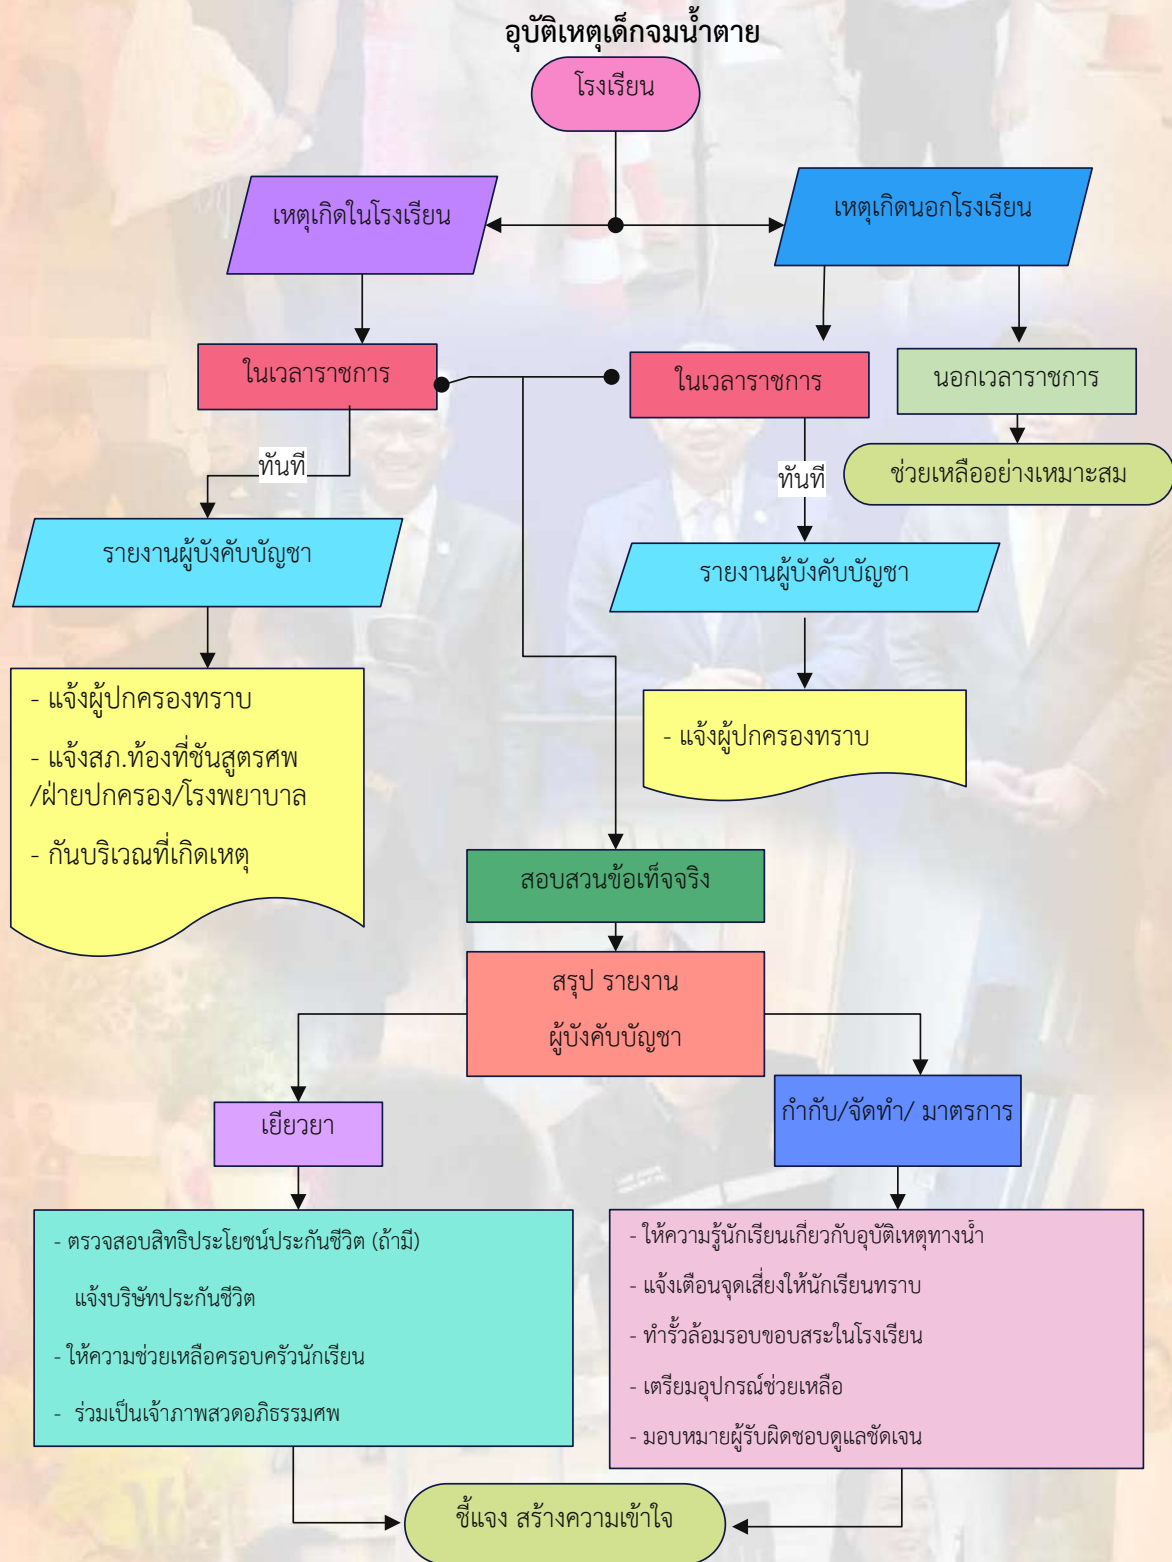 อุบัติเหตุเด็กจมน้ำตาย
โรงเรียน
เหตุเกิดในโรงเรียน
เหตุเกิดนอกโรงเรียน
ในเวลาราชการ
ในเวลาราชการ
นอกเวลาราชการ
ทันที
ทันที
ช่วยเหลืออย่างเหมาะสม
รายงานผู้บังคับบัญชา
รายงานผู้บังคับบัญชา
- แจ้งผู้ปกครองทราบ
- แจ้งสภ.ท้องที่ชันสูตรศพ
/ฝ่ายปกครอง/โรงพยาบาล
- กันบริเวณที่เกิดเหตุ
- แจ้งผู้ปกครองทราบ
สอบสวนข้อเท็จจริง
สรุป รายงาน
ผู้บังคับบัญชา
เยียวยา
กำกับ/จัดทำ/ มาตรการ
- ตรวจสอบสิทธิประโยชน์ประกันชีวิต (ถ้ามี)
แจ้งบริษัทประกันชีวิต
- ให้ความช่วยเหลือครอบครัวนักเรียน
- ร่วมเป็นเจ้าภาพสวดอภิธรรมศพ
- ให้ความรู้นักเรียนเกี่ยวกับอุบัติเหตุทางน้ำ
- แจ้งเตือนจุดเสี่ยงให้นักเรียนทราบ
- ทำรั้วล้อมรอบขอบสระในโรงเรียน
- เตรียมอุปกรณ์ช่วยเหลือ
- มอบหมายผู้รับผิดชอบดูแลชัดเจน
ชี้แจง สร้างความเข้าใจ